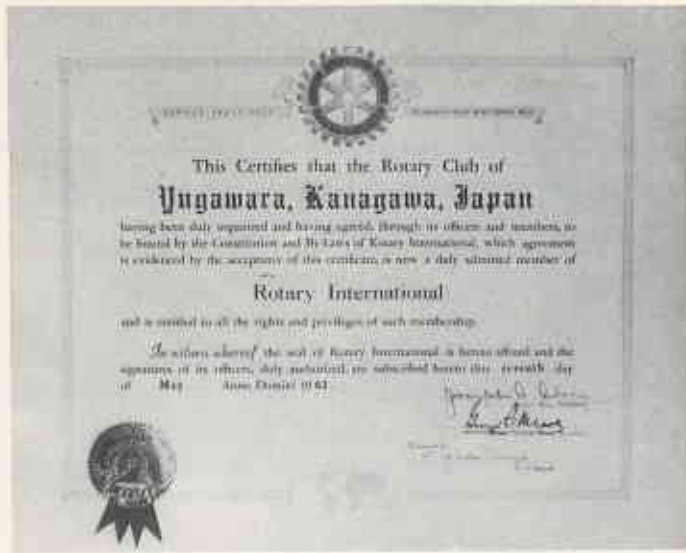 This Certifies that the Rotary Club of
Yugawara, Kanagawa, Japan
having been duly organized and having agreed, through its officers and members, to
be bound by the Constitution and By-Laws of Rotary International, which agreement
is evidenced by the acceptance of this certificate, is now a duly admitted member of
Rotary International
and is entitled to all the rights and privileges of such membership.
In witness whereof the seal of Rotary International is hereto affixed and the
signatures of its officers, duly authorized, are subscribed hereto this seventh day
of May Anno Domini 1963